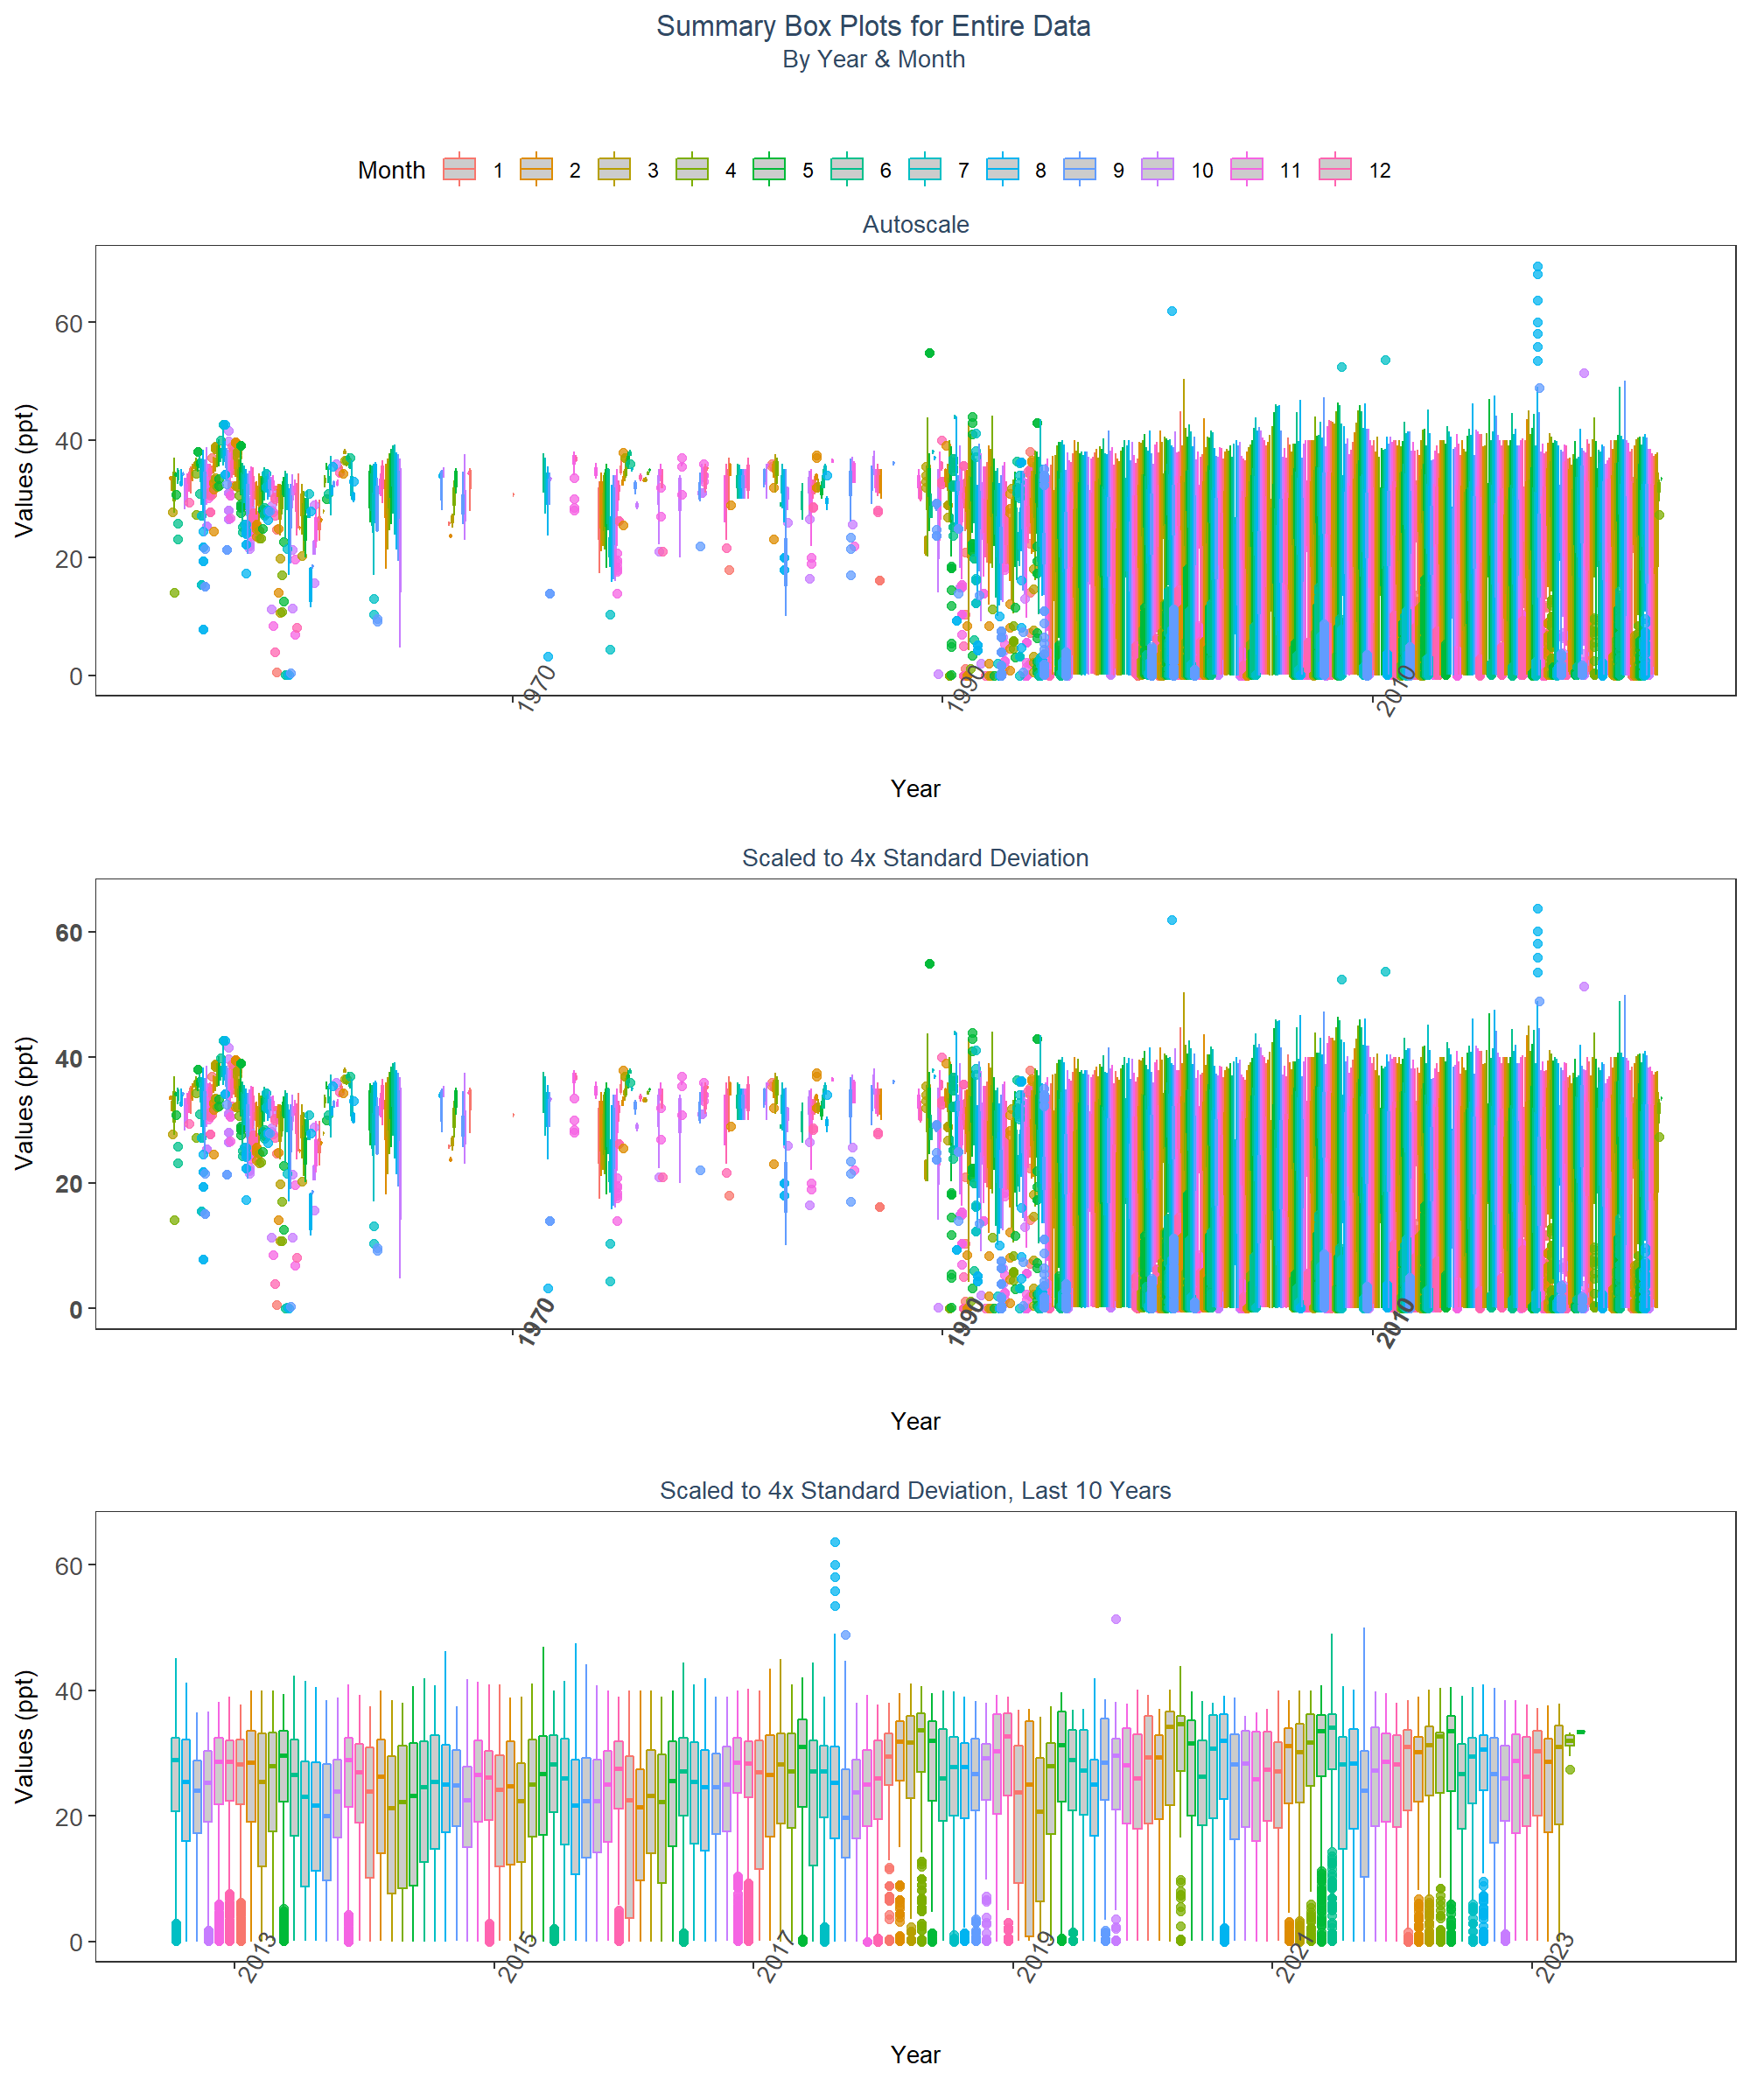 Summary Box Plots for Entire Data
By Year & Month
Month 1 2 3 4 5 6 7 8 9 10 11 12
Autoscale
Values (ppt)
60
40
20
0
1970 1990 2010
Year
Scaled to 4x Standard Deviation
Values (ppt)
60
40
20
0
1970 1990 2010
Year
Scaled to 4x Standard Deviation, Last 10 Years
Values (ppt)
60
40
20
0
2013 2015 2017 2019 2021 2023
Year